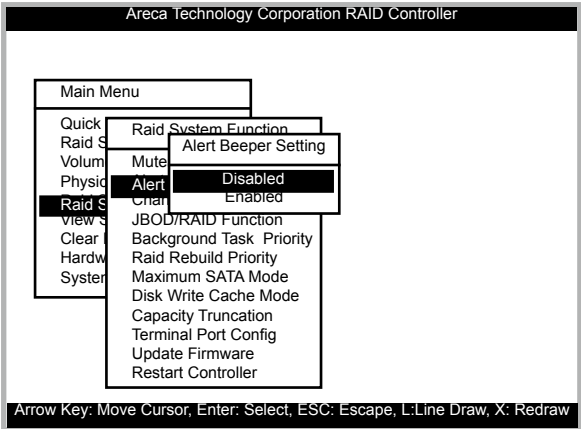 Areca Technology Corporation RAID Controller
Main Menu
Quick
Raid S
Volum
Physic
Raid S
View S
Clear
Hardw
System
Raid System Function
Mute
Alert
Chan
JBOD/RAID Function
Background Task Priority
Raid Rebuild Priority
Maximum SATA Mode
Disk Write Cache Mode
Capacity Truncation
Terminal Port Config
Update Firmware
Restart Controller
Alert Beeper Setting
Disabled
Enabled
Arrow Key: Move Cursor, Enter: Select, ESC: Escape, L:Line Draw, X: Redraw